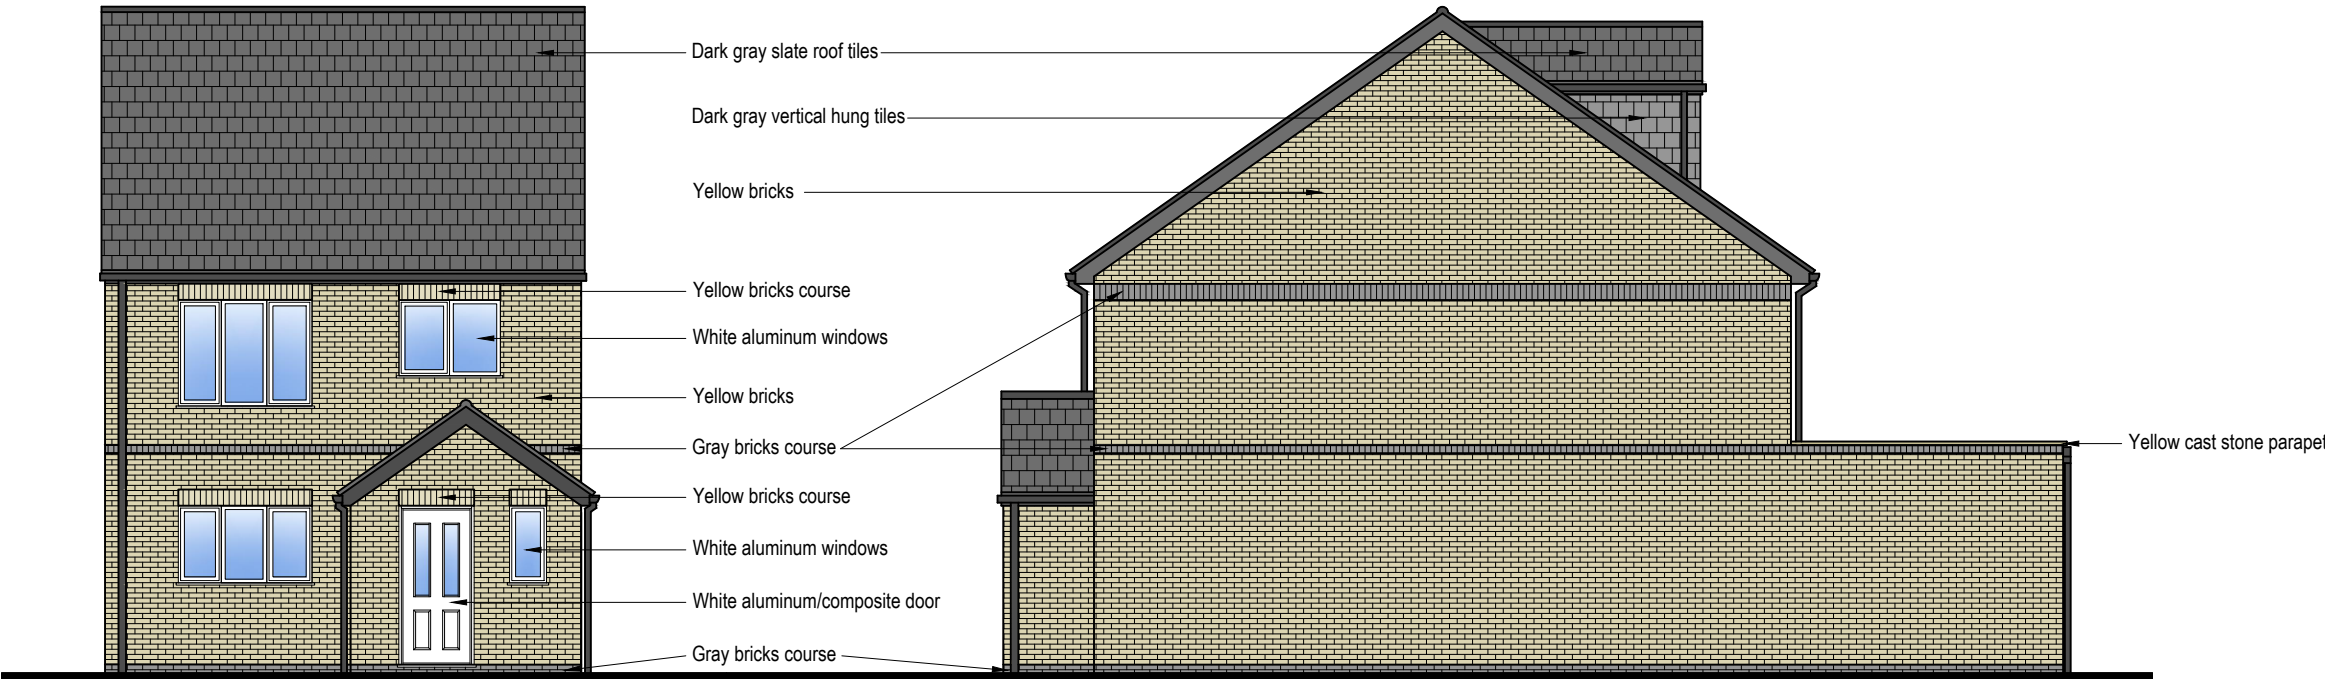 Dark gray slate roof tiles
Dark gray vertical hung tiles
Yellow bricks
Yellow bricks course
White aluminum windows
Yellow bricks
Gray bricks course
Yellow cast stone parapet
Yellow bricks course
White aluminum windows
White aluminum/composite door
Gray bricks course